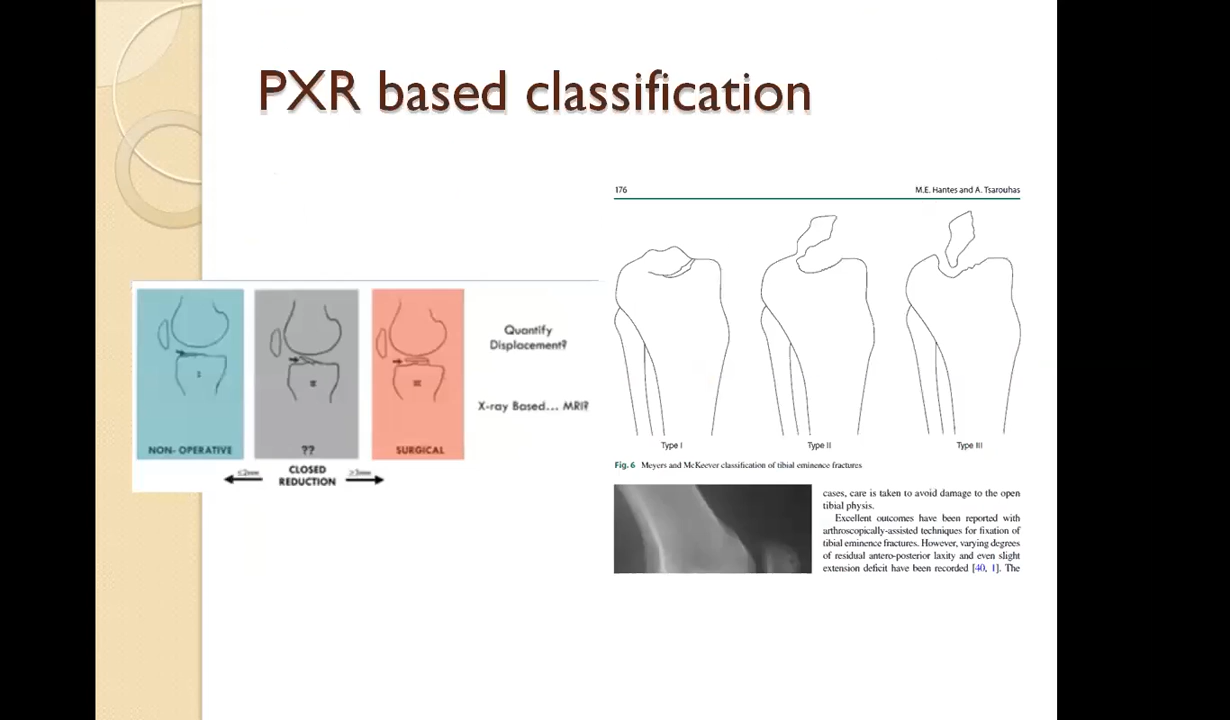 PXR based classification
176
M.E. Hantes and A. Tsarouhas
Type I
Type II
Type III
Fig. 6 Meyers and McKeever classification of tibial eminence fractures
cases, care is taken to avoid damage to the open
tibial physis.
Excellent outcomes have been reported with
arthroscopically-assisted techniques for fixation of
tibial eminence fractures. However, varying degrees
of residual antero-posterior laxity and even slight
extension deficit have been recorded [40, 1]. The
I
II
III
Quantify
Displacement?
X-ray Based... MRI?
NON- OPERATIVE
??
SURGICAL
≤2mm
CLOSED
REDUCTION
≥3mm